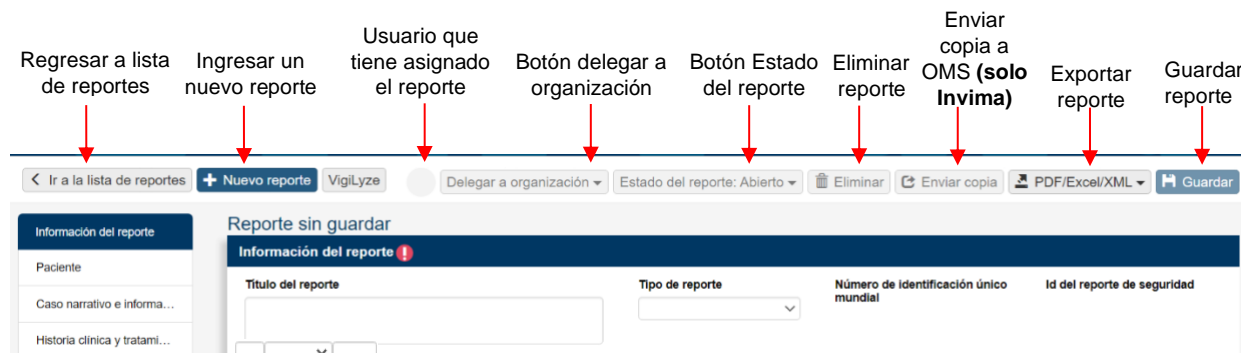 Regresar a lista
de reportes
Ingresar un
nuevo reporte
Usuario que
tiene asignado
el reporte
Botón delegar a
organización
Botón Estado
del reporte
Eliminar
reporte
Enviar
copia a
OMS (solo
Invima)
Exportar
reporte
Guardar
reporte
Ir a la lista de reportes
Nuevo reporte
VigiLyze
Delegar a organización
Estado del reporte: Abierto
Eliminar
Enviar copia
PDF/Excel/XML
Guardar
Información del reporte
Paciente
Caso narrativo e informa...
Historia clínica y tratami...
Reporte sin guardar
Información del reporte
Título del reporte
Tipo de reporte
Número de identificación único
mundial
Id del reporte de seguridad